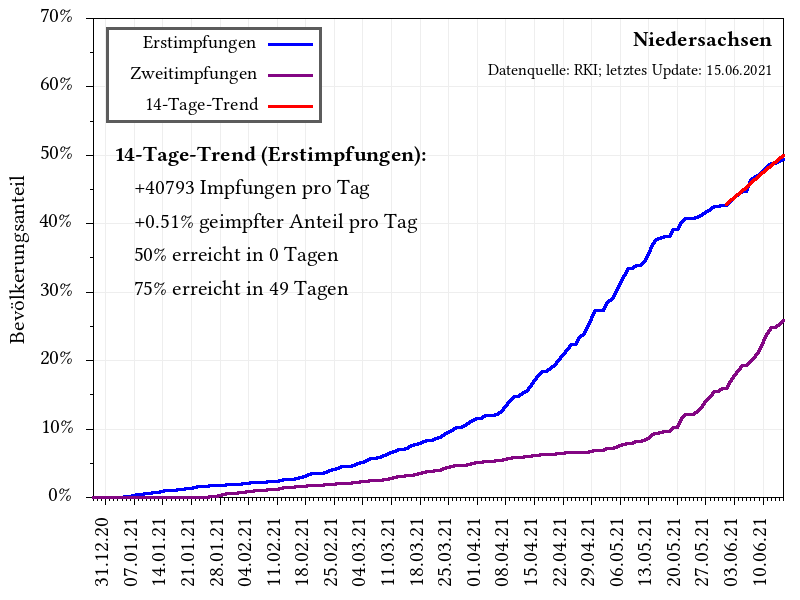 70%
60%
50%
40%
30%
20%
10%
0%
Bevölkerungsanteil
Erstimpfungen
Zweitimpfungen
14-Tage-Trend
Niedersachsen
Datenquelle: RKI; letztes Update: 15.06.2021
14-Tage-Trend (Erstimpfungen):
+40793 Impfungen pro Tag
+0.51% geimpfter Anteil pro Tag
50% erreicht in 0 Tagen
75% erreicht in 49 Tagen
31.12.20
07.01.21
14.01.21
21.01.21
28.01.21
04.02.21
11.02.21
18.02.21
25.02.21
04.03.21
11.03.21
18.03.21
25.03.21
01.04.21
08.04.21
15.04.21
22.04.21
29.04.21
06.05.21
13.05.21
20.05.21
27.05.21
03.06.21
10.06.21